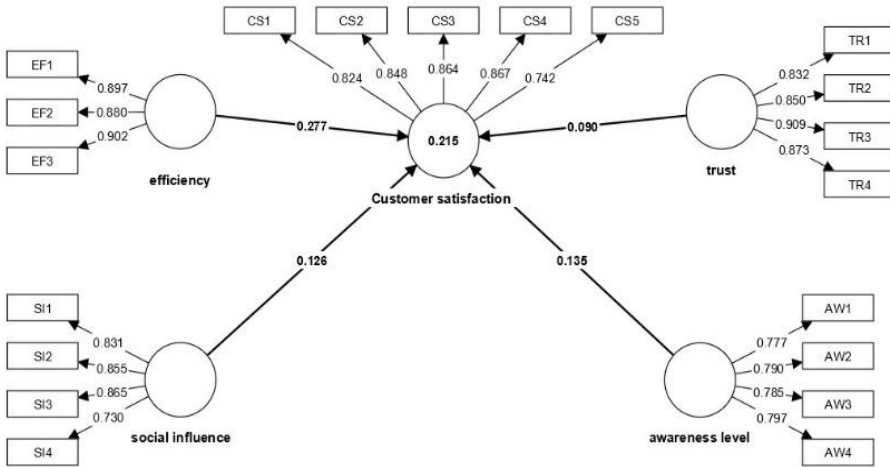 CS1
CS2
CS3
CS4
CS5
0.824
0.848
0.864
0.867
0.742
EF1
EF2
EF3
0.897
0.880
0.902
efficiency
0.277
0.215
Customer satisfaction
0.090
TR1
TR2
TR3
TR4
0.832
0.850
0.909
0.873
trust
0.126
0.135
SI1
SI2
SI3
SI4
0.831
0.855
0.865
0.730
social influence
AW1
AW2
AW3
AW4
0.777
0.790
0.785
0.797
awareness level